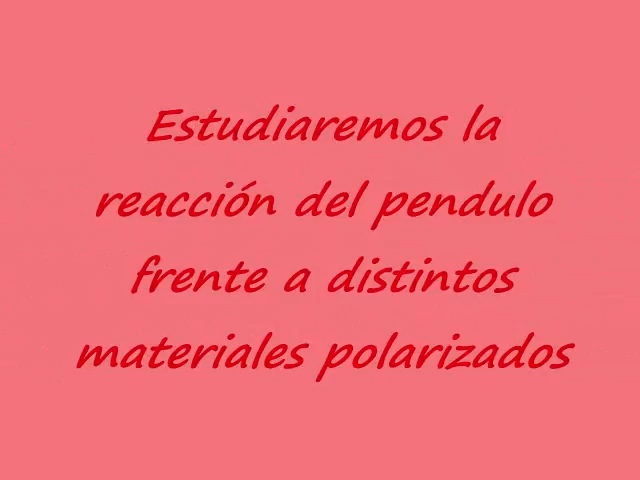 Estudiaremos la
reacción del pendulo
frente a distintos
materiales polarizados